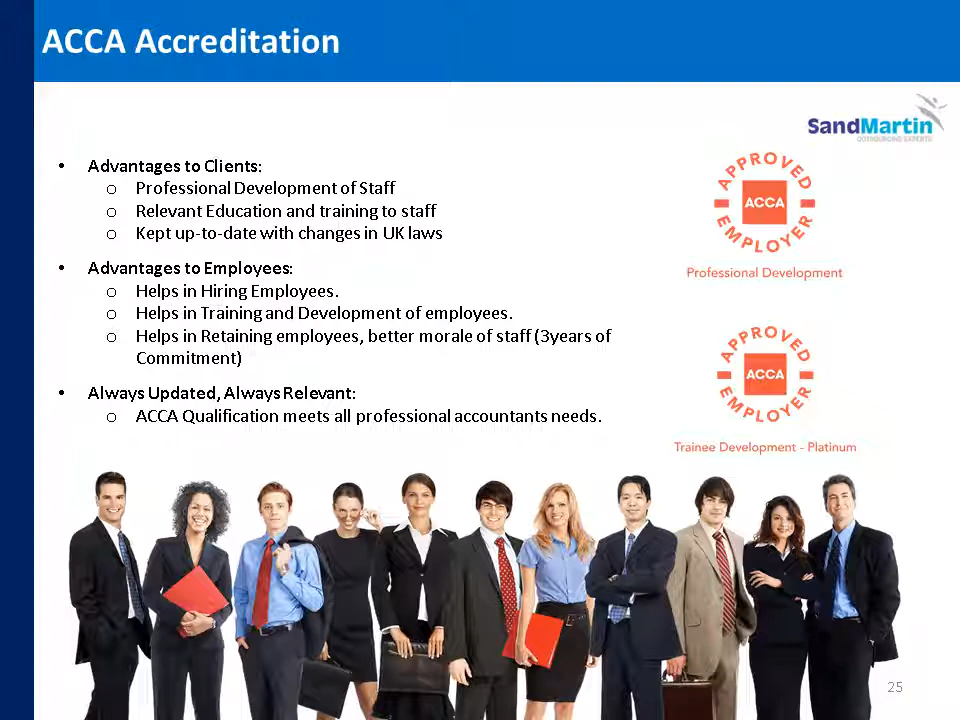 ACCA Accreditation
SandMartin
OUTSOURCING EXPERTS
• Advantages to Clients:
o Professional Development of Staff
o Relevant Education and training to staff
o Kept up-to-date with changes in UK laws
• Advantages to Employees:
o Helps in Hiring Employees.
o Helps in Training and Development of employees.
o Helps in Retaining employees, better morale of staff (3years of
Commitment)
• Always Updated, Always Relevant:
o ACCA Qualification meets all professional accountants needs.
APPROVED
ACCA
EMPLOYER
Professional Development
APPROVED
ACCA
EMPLOYER
Trainee Development - Platinum
25